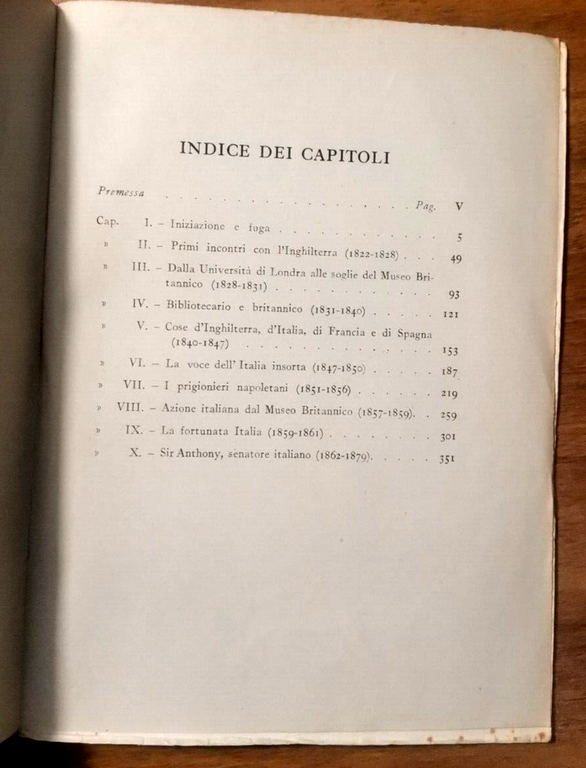 INDICE DEI CAPITOLI
Premessa . . . . . . . . . . . . . . . . . Pag. V
Cap. I. – Iniziazione e fuga . . . . . . . . . . 5
» II. – Primi incontri con l'Inghilterra (1822-1828) . . . 49
» III. – Dalla Università di Londra alle soglie del Museo Bri-
tannico (1828-1831) . . . . . . . . . . . 93
» IV. – Bibliotecario e britannico (1831-1840) . . . . . 121
» V. – Cose d'Inghilterra, d'Italia, di Francia e di Spagna
(1840-1847) . . . . . . . . . . . . . 153
» VI. – La voce dell'Italia insorta (1847-1850) . . . . . 187
» VII. – I prigionieri napoletani (1851-1856) . . . . . . 219
» VIII. – Azione italiana dal Museo Britannico (1857-1859). . 259
» IX. – La fortunata Italia (1859-1861) . . . . . . . . 301
» X. – Sir Anthony, senatore italiano (1862-1879). . . . . 351